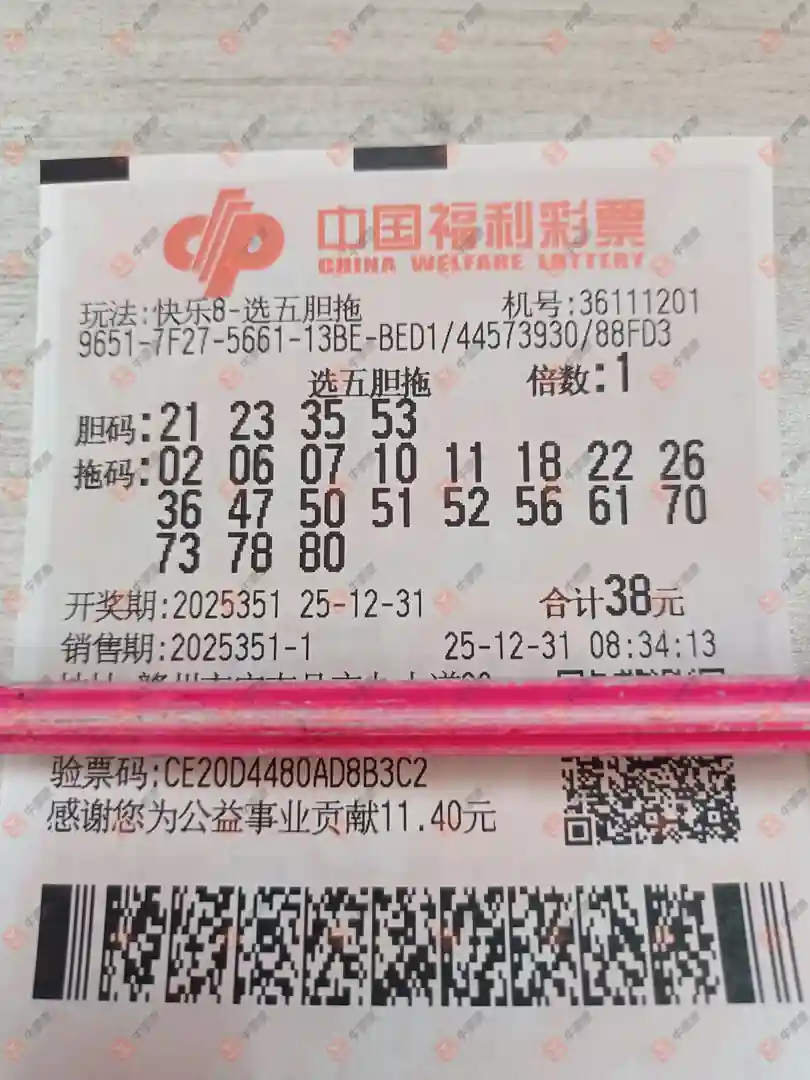 中国福利彩票
CHINA WELFARE LOTTERY
玩法:快乐8-选五胆拖 机号:36111201
9651-7F27-5661-13BE-BED1/44573930/88FD3
选五胆拖 倍数:1
胆码:21 23 35 53
拖码:02 06 07 10 11 18 22 26
36 47 50 51 52 56 61 70
73 78 80
开奖期:2025351 25-12-31 合计38元
销售期:2025351-1 25-12-31 08:34:13
验票码:CE20D4480AD8B3C2
感谢您为公益事业贡献11.40元